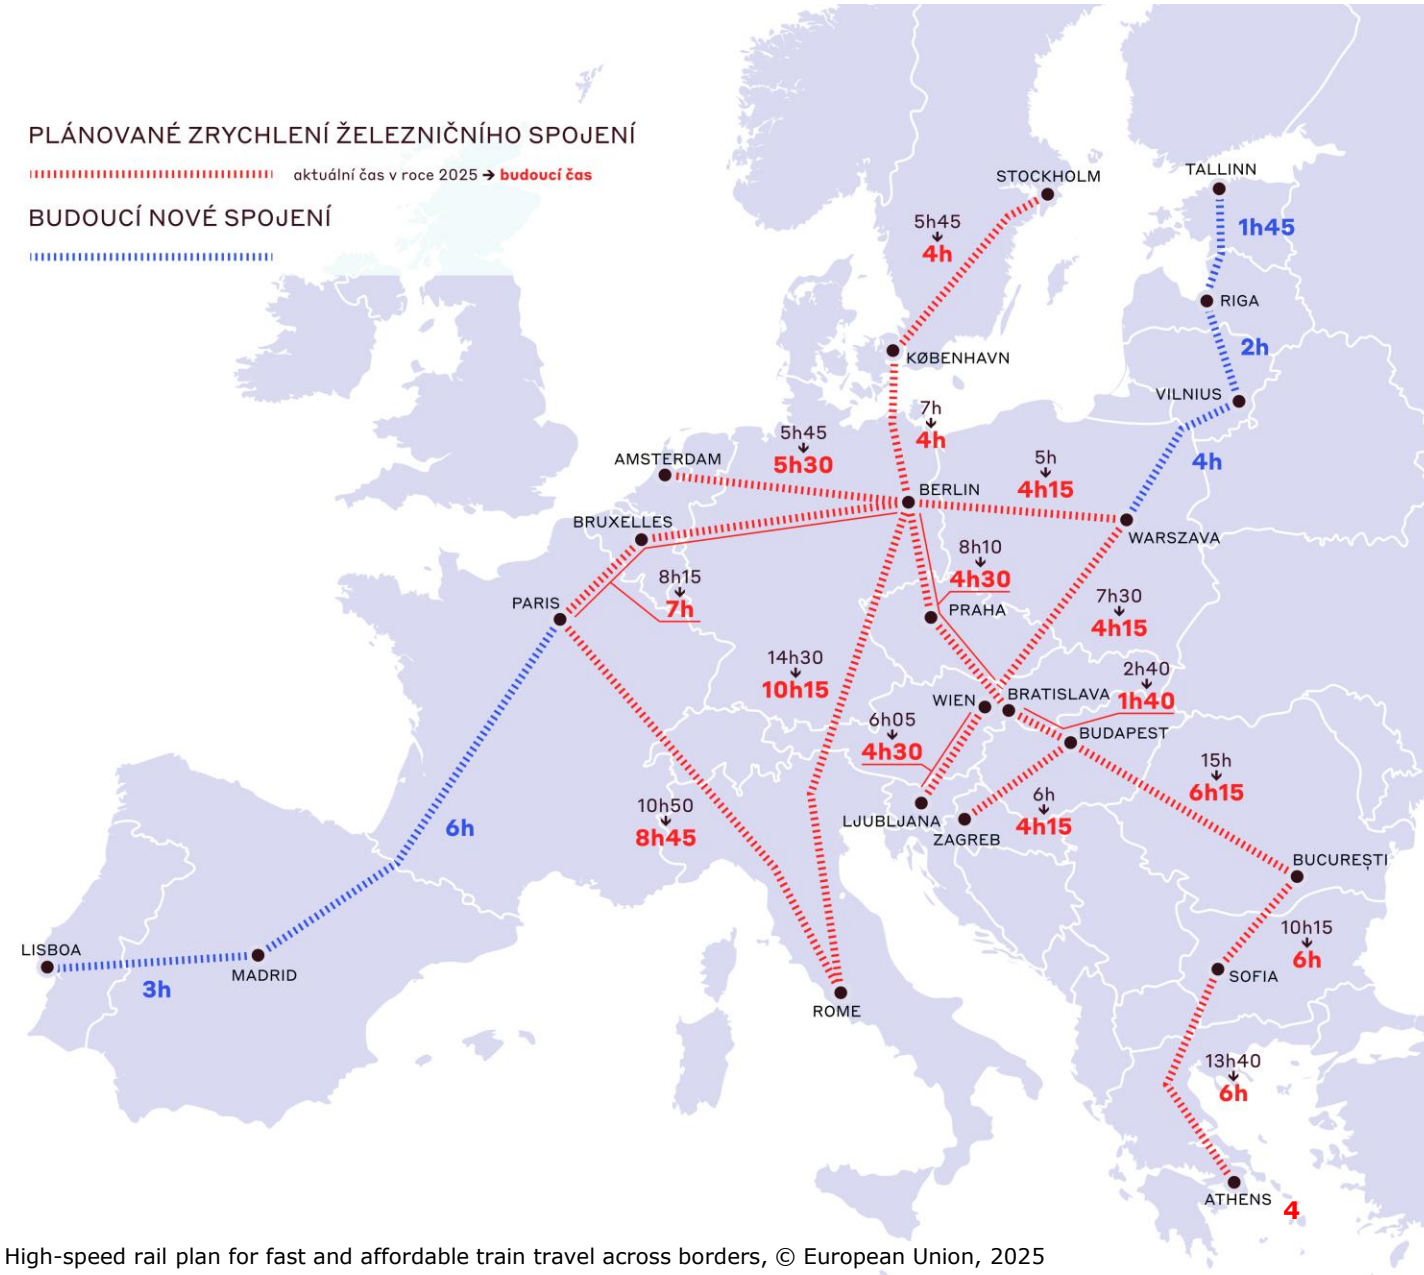 PLÁNOVANÉ ZRYCHLENÍ ŽELEZNIČNÍHO SPOJENÍ
aktuální čas v roce 2025 → budoucí čas
BUDOUCÍ NOVÉ SPOJENÍ
STOCKHOLM
TALLINN
5h45
↓
4h
1h45
RIGA
KØBENHAVN
2h
VILNIUS
7h
↓
4h
5h45
↓
5h30
AMSTERDAM
5h
↓
4h15
4h
BERLIN
BRUXELLES
WARSZAVA
8h10
↓
4h30
8h15
↓
7h
PARIS
PRAHA
7h30
↓
4h15
14h30
↓
10h15
2h40
↓
1h40
WIEN
BRATISLAVA
6h05
↓
4h30
BUDAPEST
15h
↓
6h15
10h50
↓
8h45
6h
6h
↓
4h15
LJUBLJANA
ZAGREB
BUCUREȘTI
10h15
↓
6h
LISBOA
MADRID
3h
SOFIA
ROME
13h40
↓
6h
ATHENS
4
High-speed rail plan for fast and affordable train travel across borders, © European Union, 2025